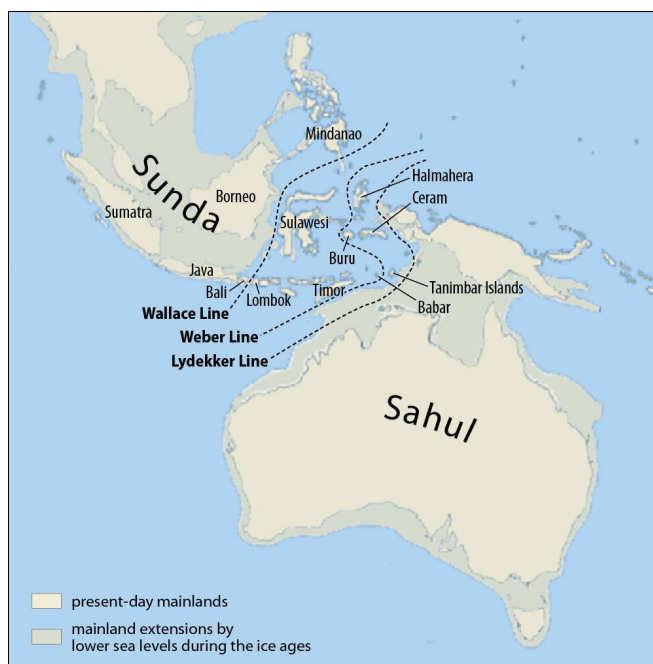 Mindanao
Halmahera
Ceram
Sunda
Borneo
Sumatra
Sulawesi
Buru
Java
Bali
Lombok
Timor
Tanimbar Islands
Babar
Wallace Line
Weber Line
Lydekker Line
Sahul
present-day mainlands
mainland extensions by
lower sea levels during the ice ages